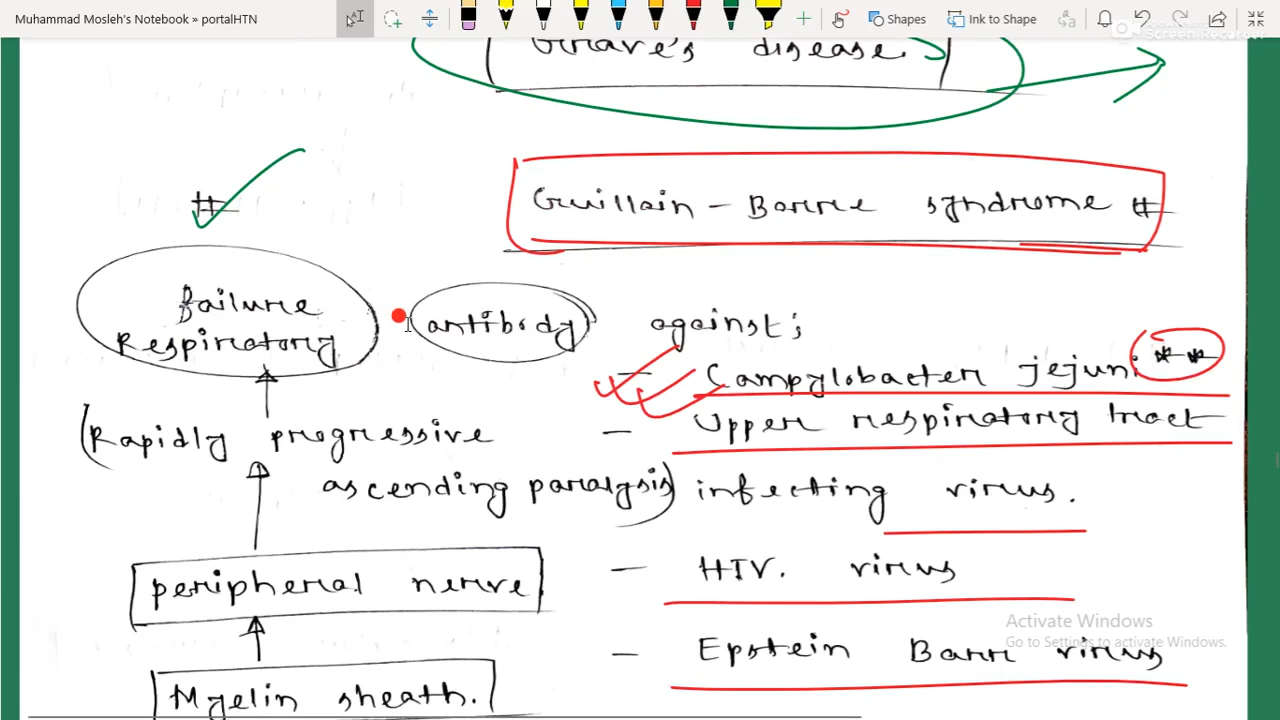 Muhammad Mosleh's Notebook » portalHTN
Shapes
Ink to Shape
Screen Recorder
Grave's disease.
#
Guillain - Barre syndrome #
failure
Respiratory
antibody against;
- Campylobacter jejuni **
(Rapidly progressive
ascending paralysis)
- Upper respiratory tract
infecting virus.
peripheral nerve
- HIV. virus
Activate Windows
Go to Settings to activate Windows.
- Epstein Barr virus
Myelin sheath.